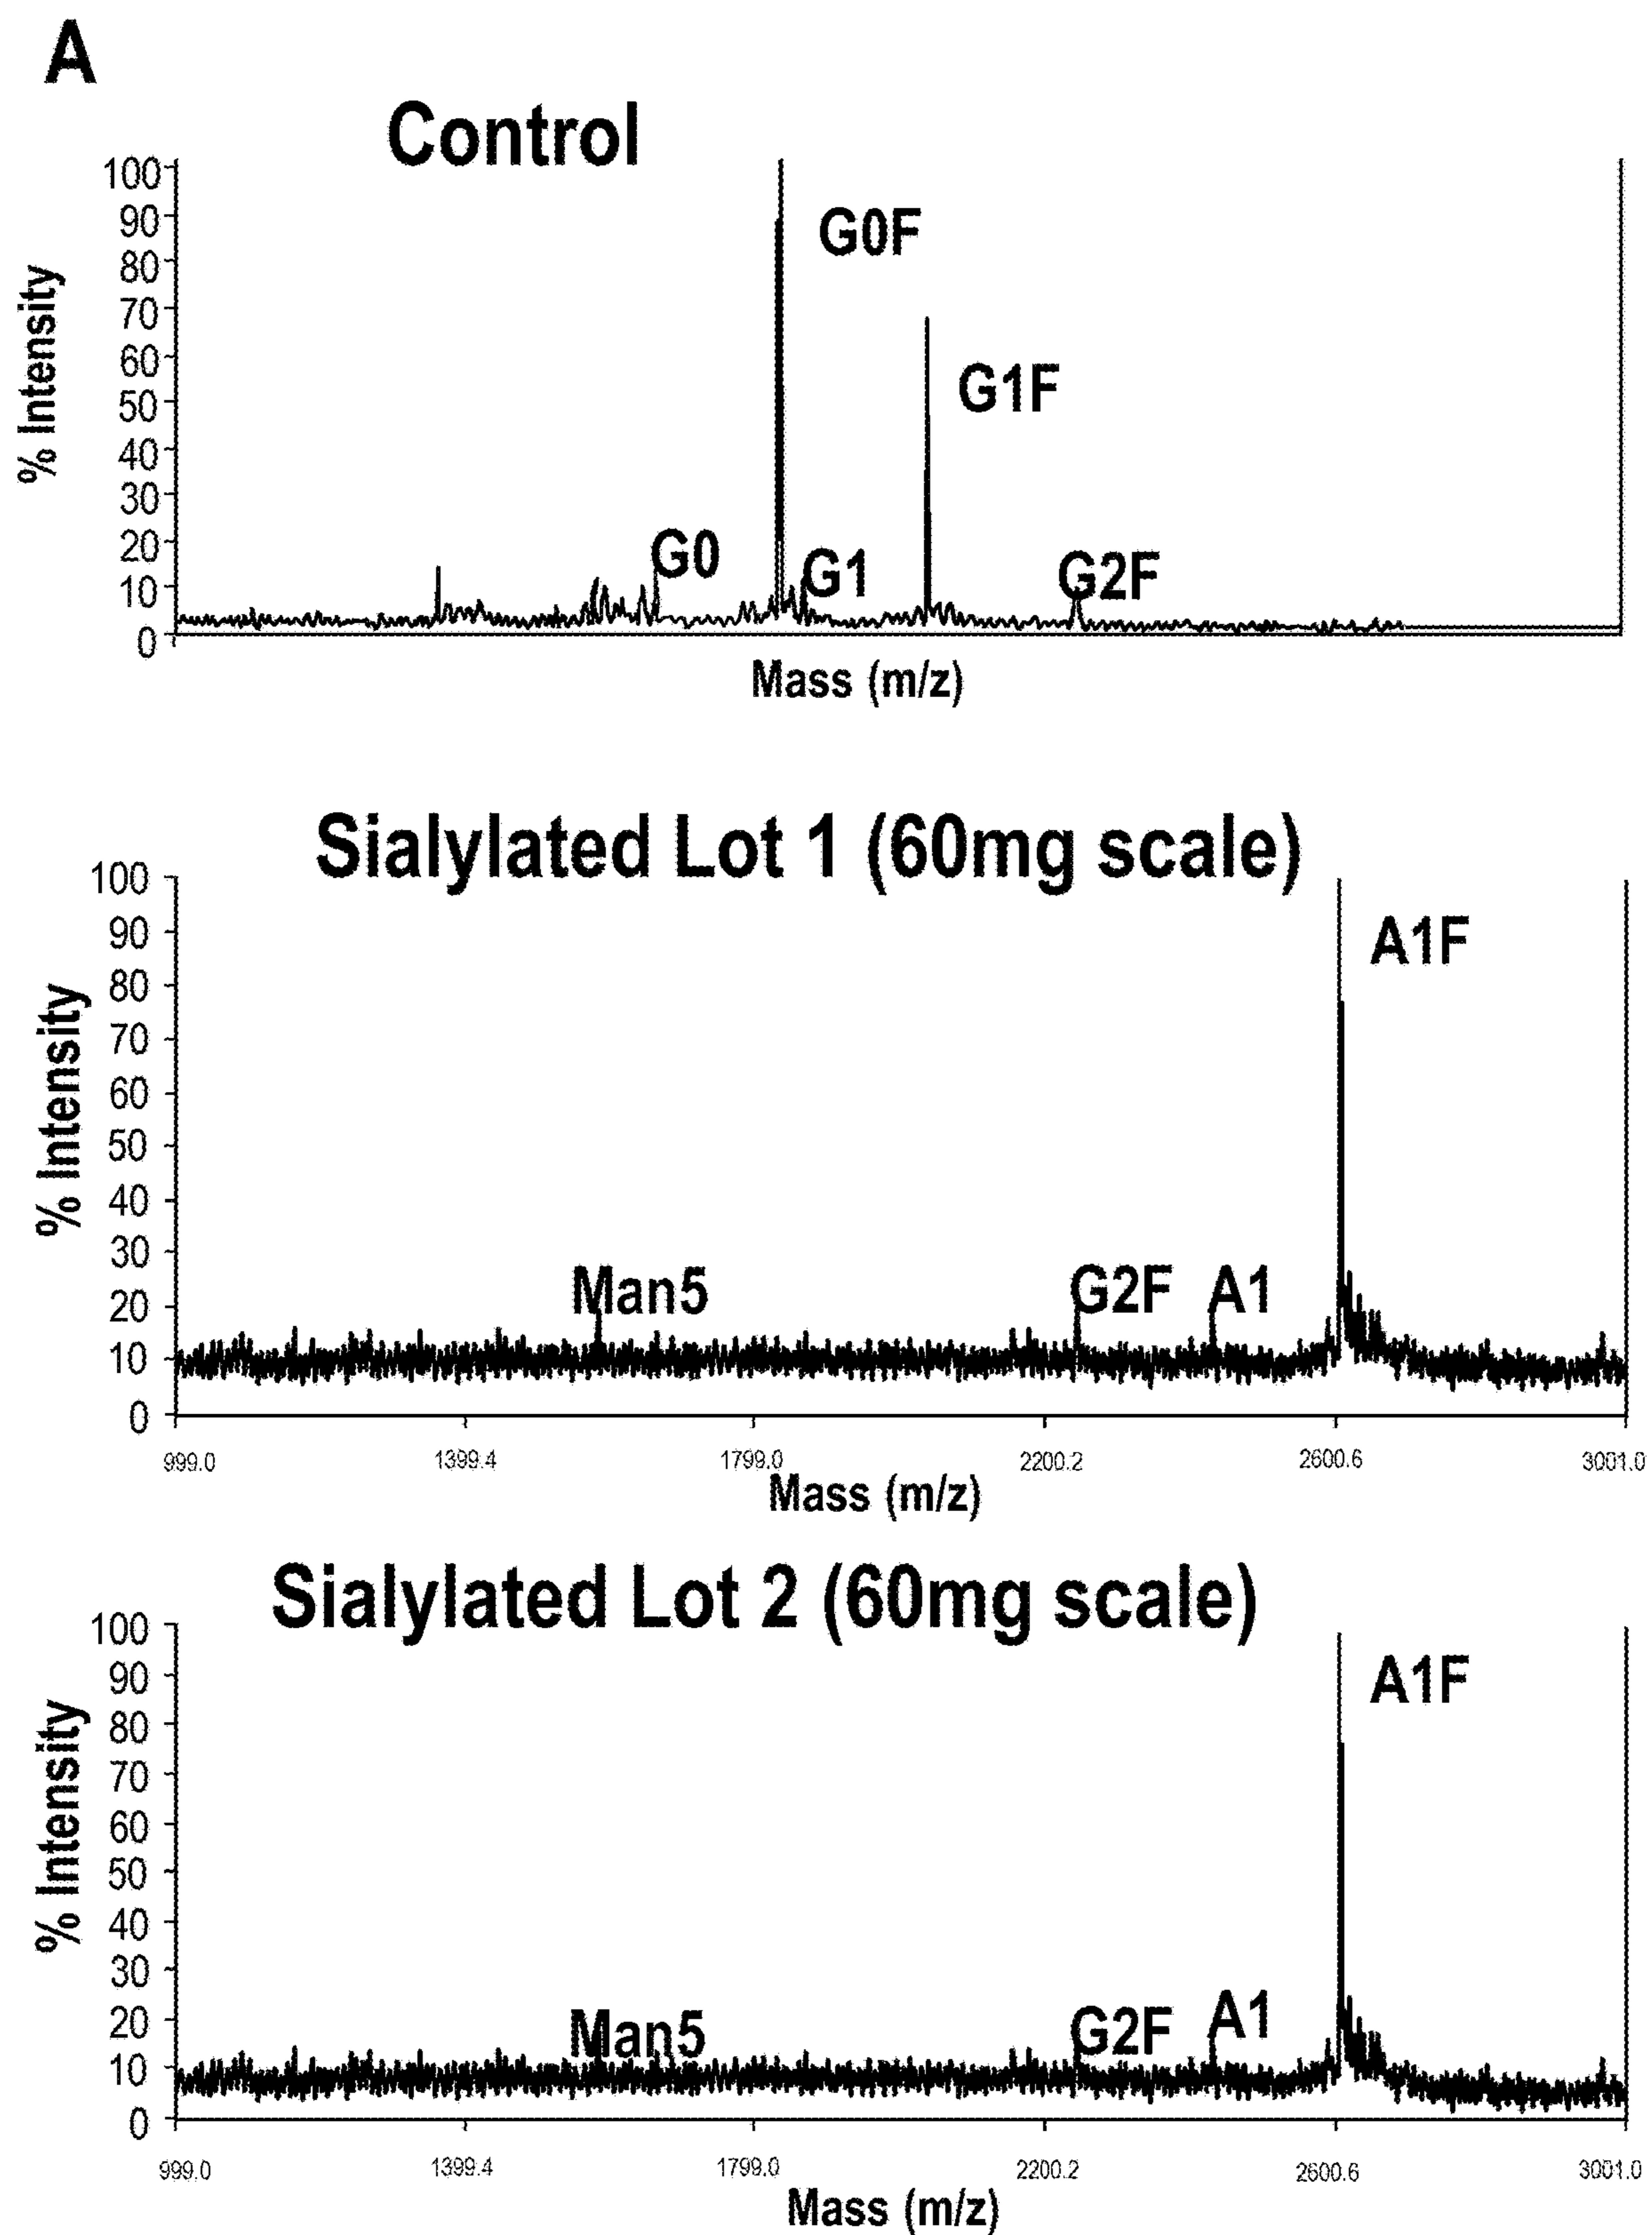 A
Control
100
90
80
70
60
50
40
30
20
10
0
% Intensity
G0F
G1F
G0
G1
G2F
Mass (m/z)
Sialylated Lot 1 (60mg scale)
100
90
80
70
60
50
40
30
20
10
0
% Intensity
A1F
Man5
G2F
A1
999.0 1399.4 1799.0 2200.2 2600.6 3001.0
Mass (m/z)
Sialylated Lot 2 (60mg scale)
100
90
80
70
60
50
40
30
20
10
0
% Intensity
A1F
Man5
G2F
A1
999.0 1399.4 1799.0 2200.2 2600.6 3001.0
Mass (m/z)